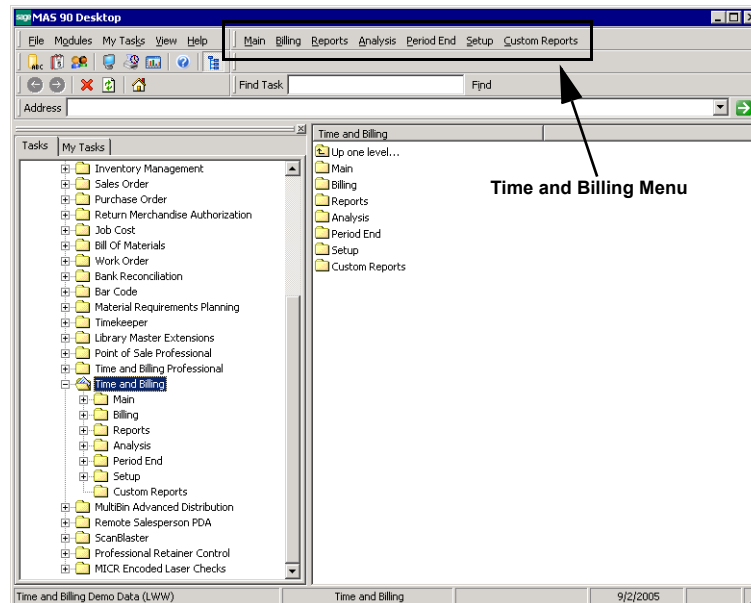 sage MAS 90 Desktop
File Modules My Tasks View Help Main Billing Reports Analysis Period End Setup Custom Reports
ABC
Find Task Find
Address
Tasks My Tasks
Inventory Management
Sales Order
Purchase Order
Return Merchandise Authorization
Job Cost
Bill Of Materials
Work Order
Bank Reconciliation
Bar Code
Material Requirements Planning
Timekeeper
Library Master Extensions
Point of Sale Professional
Time and Billing Professional
Time and Billing
Main
Billing
Reports
Analysis
Period End
Setup
Custom Reports
MultiBin Advanced Distribution
Remote Salesperson PDA
ScanBlaster
Professional Retainer Control
MICR Encoded Laser Checks
Time and Billing
Up one level...
Main
Billing
Reports
Analysis
Period End
Setup
Custom Reports
Time and Billing Menu
Time and Billing Demo Data (LWW) Time and Billing 9/2/2005